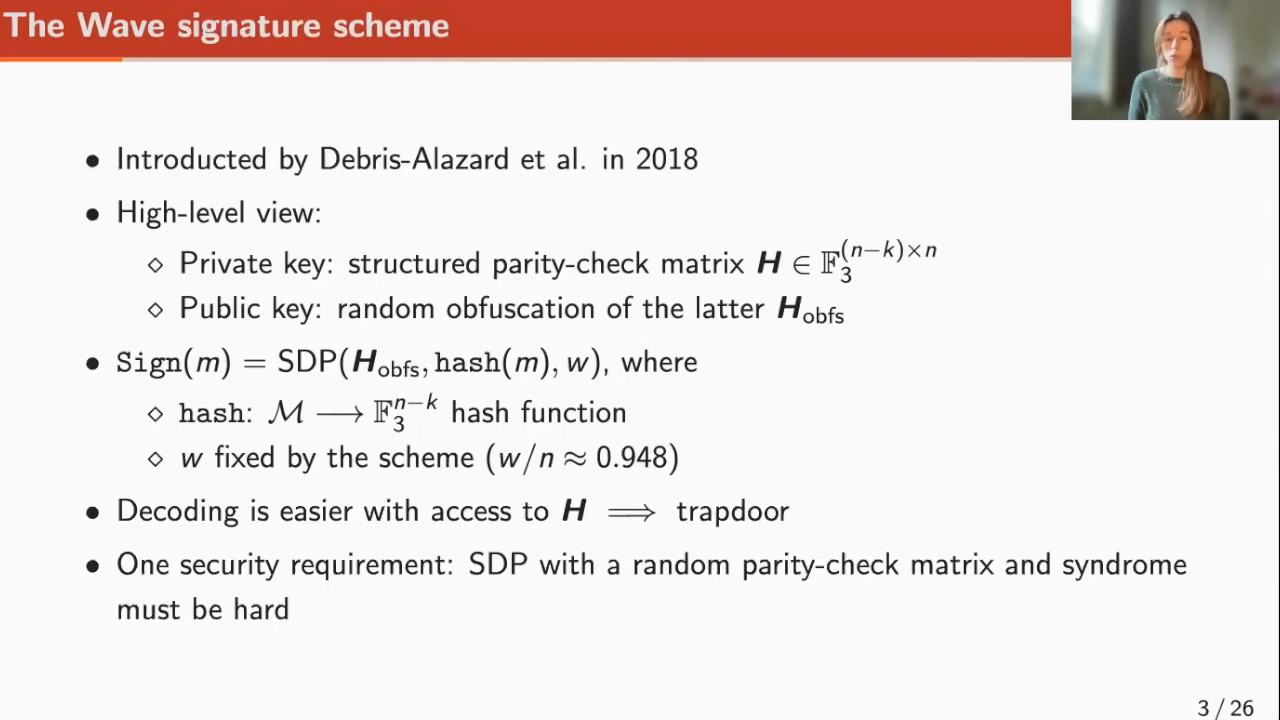 The Wave signature scheme
• Introducted by Debris-Alazard et al. in 2018
• High-level view:
⋄ Private key: structured parity-check matrix H ∈ 𝔽₃^{(n−k)×n}
⋄ Public key: random obfuscation of the latter H_obfs
• Sign(m) = SDP(H_obfs, hash(m), w), where
⋄ hash: ℳ ⟶ 𝔽₃^{n−k} hash function
⋄ w fixed by the scheme (w/n ≈ 0.948)
• Decoding is easier with access to H ⟹ trapdoor
• One security requirement: SDP with a random parity-check matrix and syndrome
must be hard
3 / 26